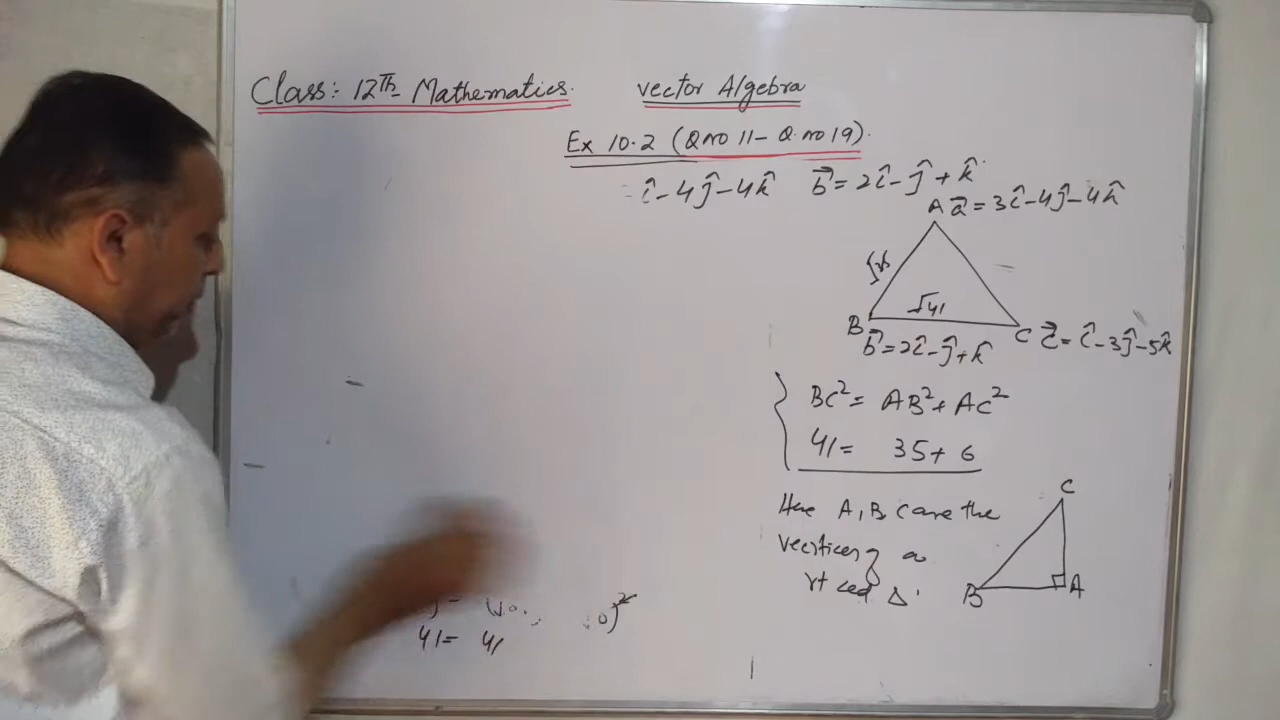 Class: 12Th Mathematics. vector Algebra
Ex 10.2 (Q no 11 - Q. no 19).
= î - 4ĵ - 4k̂ b⃗ = 2î - ĵ + k̂
A a⃗ = 3î - 4ĵ - 4k̂
√41
B C c⃗ = î - 3ĵ - 5k̂
b⃗ = 2î - ĵ + k̂
BC² = AB² + AC²
41 = 35 + 6
C
Here A, B, C are the
vertices of a
rt led Δ.
B A
41 = 41